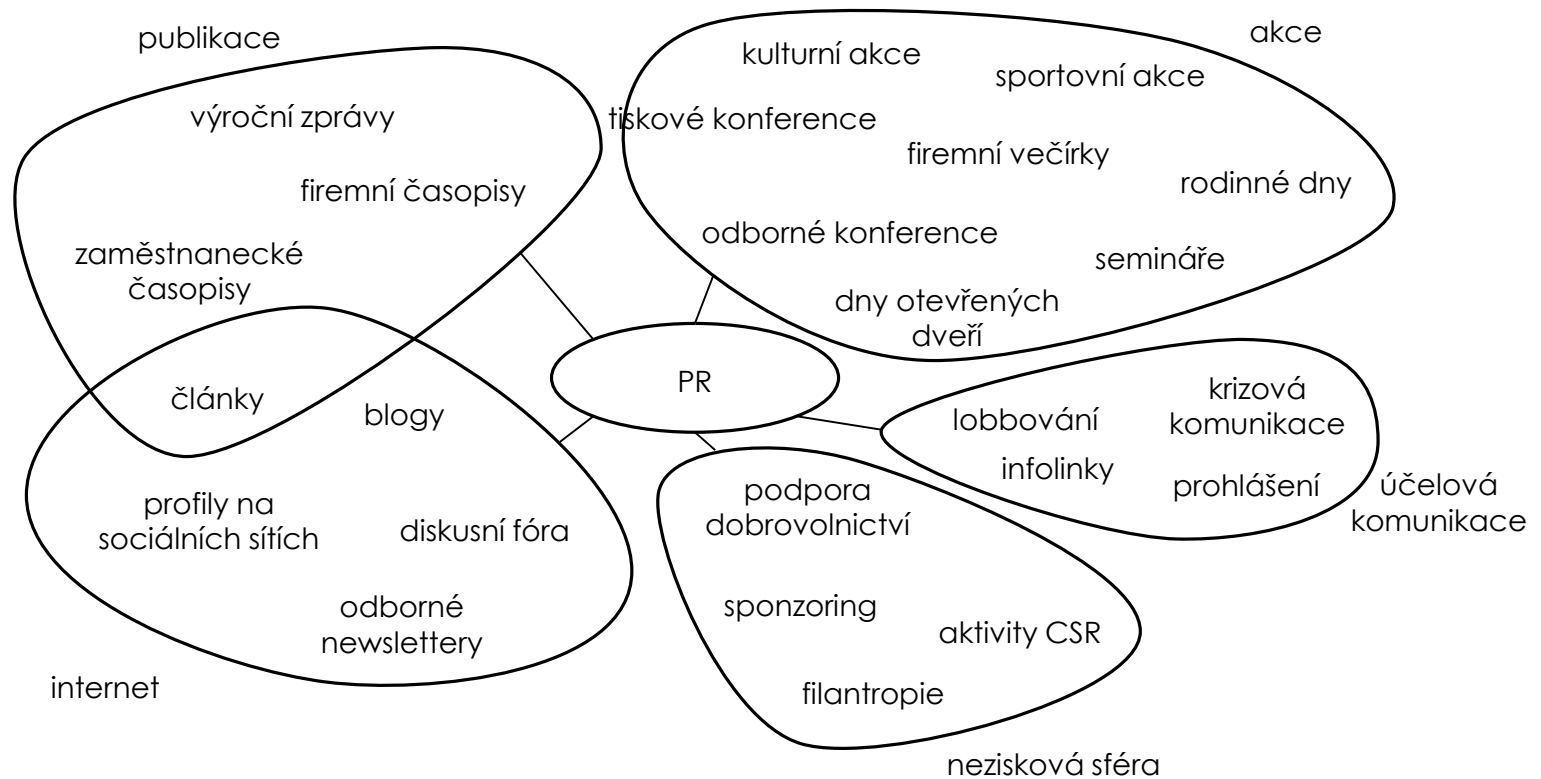 publikace
výroční zprávy
firemní časopisy
zaměstnanecké
časopisy
akce
kulturní akce
sportovní akce
tiskové konference
firemní večírky
rodinné dny
odborné konference
semináře
dny otevřených
dveří
PR
články
blogy
profily na
sociálních sítích
diskusní fóra
odborné
newslettery
internet
krizová
komunikace
lobbování
infolinky
prohlášení
účelová
komunikace
podpora
dobrovolnictví
sponzoring
aktivity CSR
filantropie
nezisková sféra